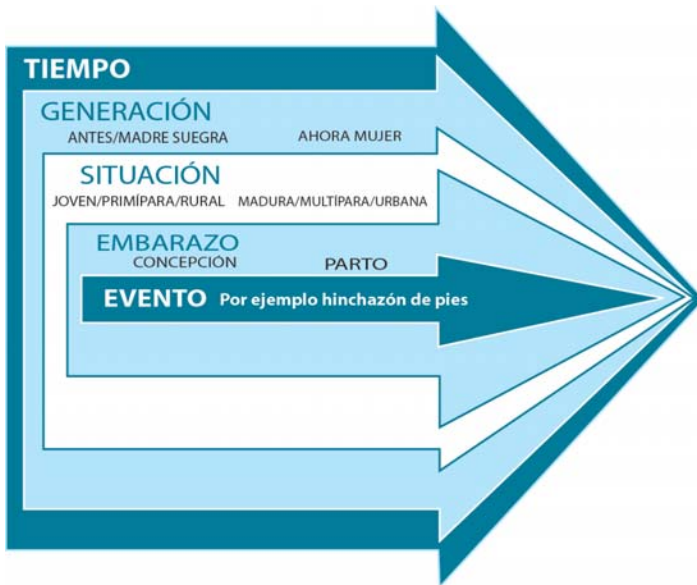 TIEMPO
GENERACIÓN
ANTES/MADRE SUEGRA AHORA MUJER
SITUACIÓN
JOVEN/PRIMÍPARA/RURAL MADURA/MULTÍPARA/URBANA
EMBARAZO
CONCEPCIÓN PARTO
EVENTO Por ejemplo hinchazón de pies